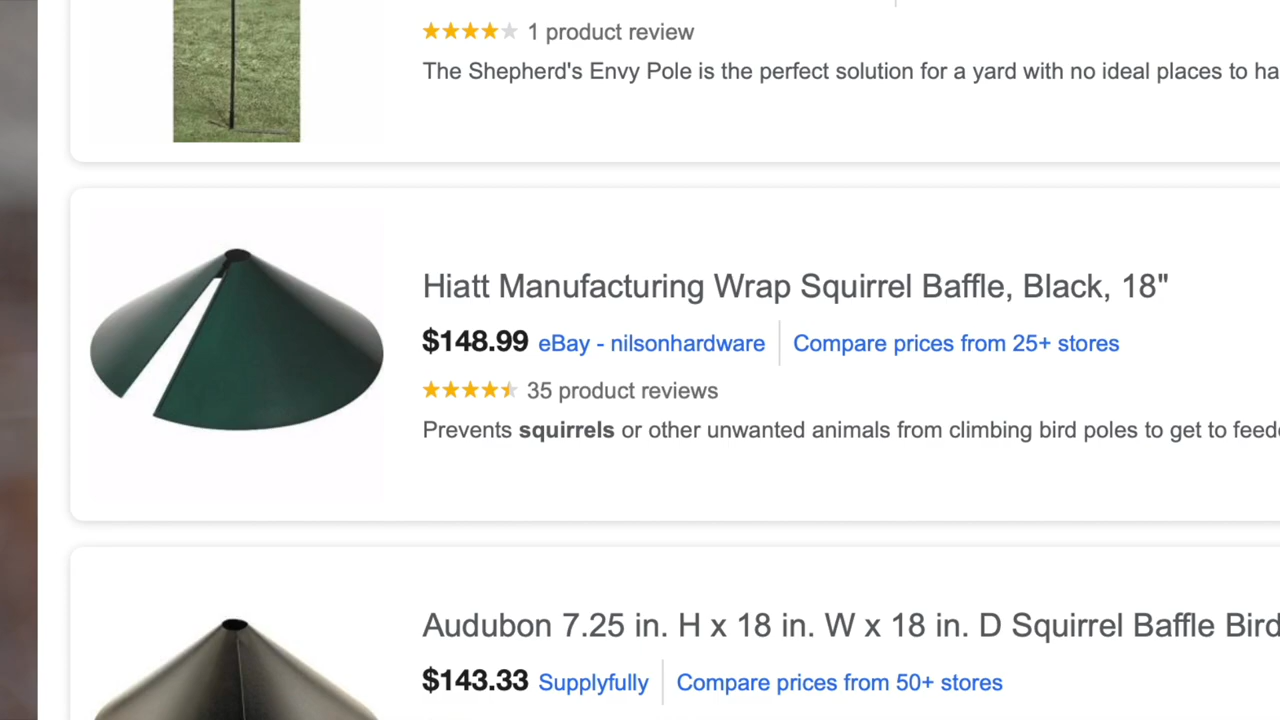 1 product review
The Shepherd's Envy Pole is the perfect solution for a yard with no ideal places to ha
Hiatt Manufacturing Wrap Squirrel Baffle, Black, 18"
$148.99 eBay - nilsonhardware Compare prices from 25+ stores
35 product reviews
Prevents squirrels or other unwanted animals from climbing bird poles to get to feed
Audubon 7.25 in. H x 18 in. W x 18 in. D Squirrel Baffle Bird
$143.33 Supplyfully Compare prices from 50+ stores